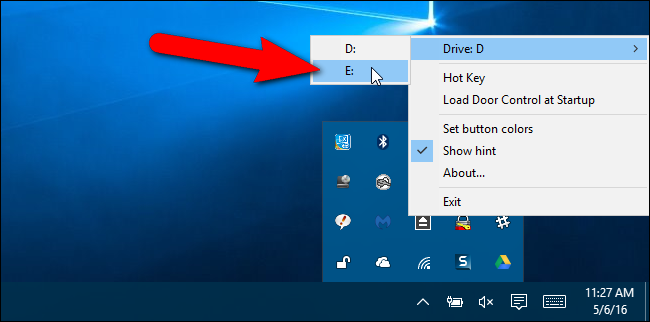 D:
E:
Drive: D
Hot Key
Load Door Control at Startup
Set button colors
Show hint
About...
Exit
11:27 AM
5/6/16